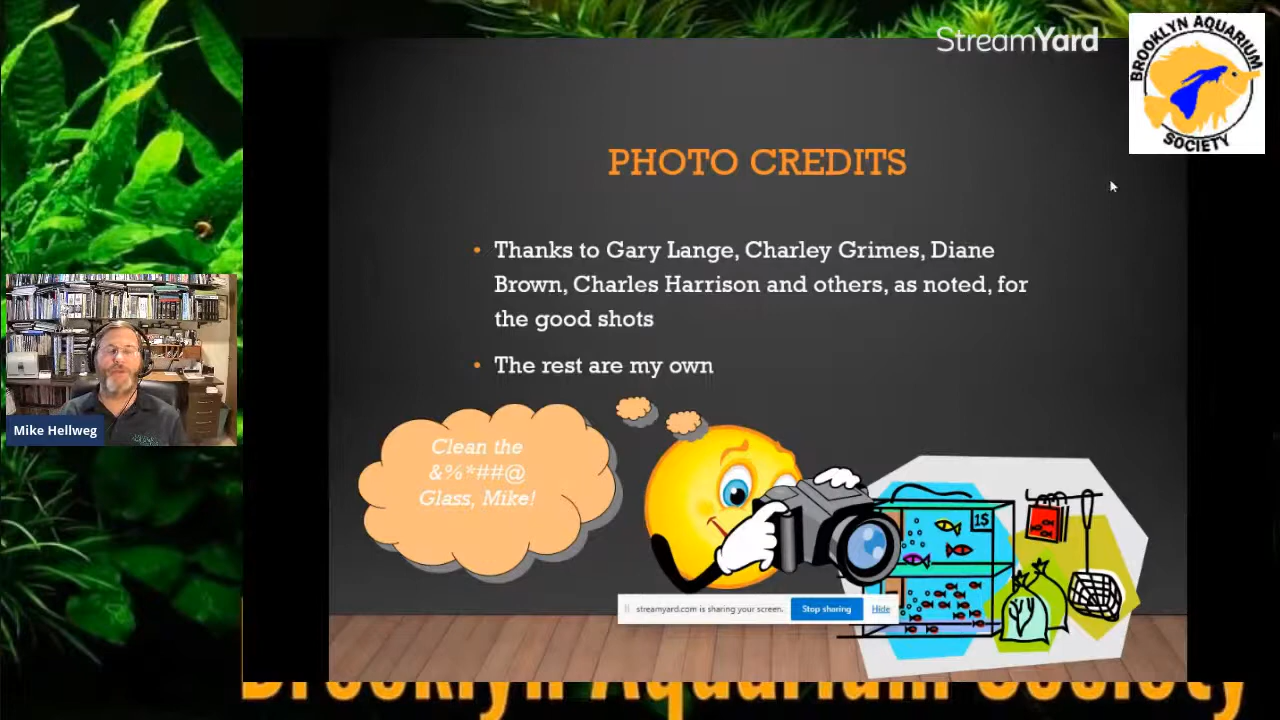 StreamYard
BROOKLYN AQUARIUM
SOCIETY
PHOTO CREDITS
• Thanks to Gary Lange, Charley Grimes, Diane
Brown, Charles Harrison and others, as noted, for
the good shots
• The rest are my own
Mike Hellweg
Clean the
&%*##@
Glass, Mike!
1$
streamyard.com is sharing your screen.
Stop sharing
Hide
Brooklyn Aquarium Society